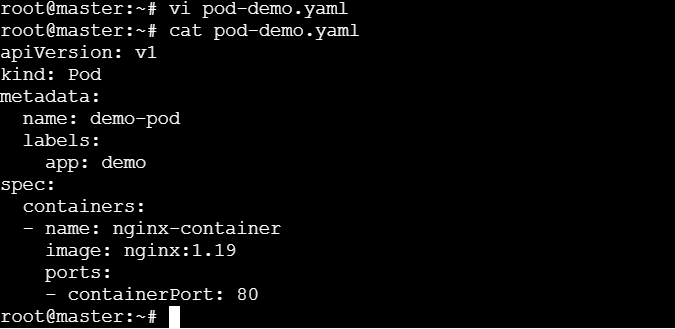 root@master:~# vi pod-demo.yaml
root@master:~# cat pod-demo.yaml
apiVersion: v1
kind: Pod
metadata:
  name: demo-pod
  labels:
    app: demo
spec:
  containers:
  - name: nginx-container
    image: nginx:1.19
    ports:
    - containerPort: 80
root@master:~#